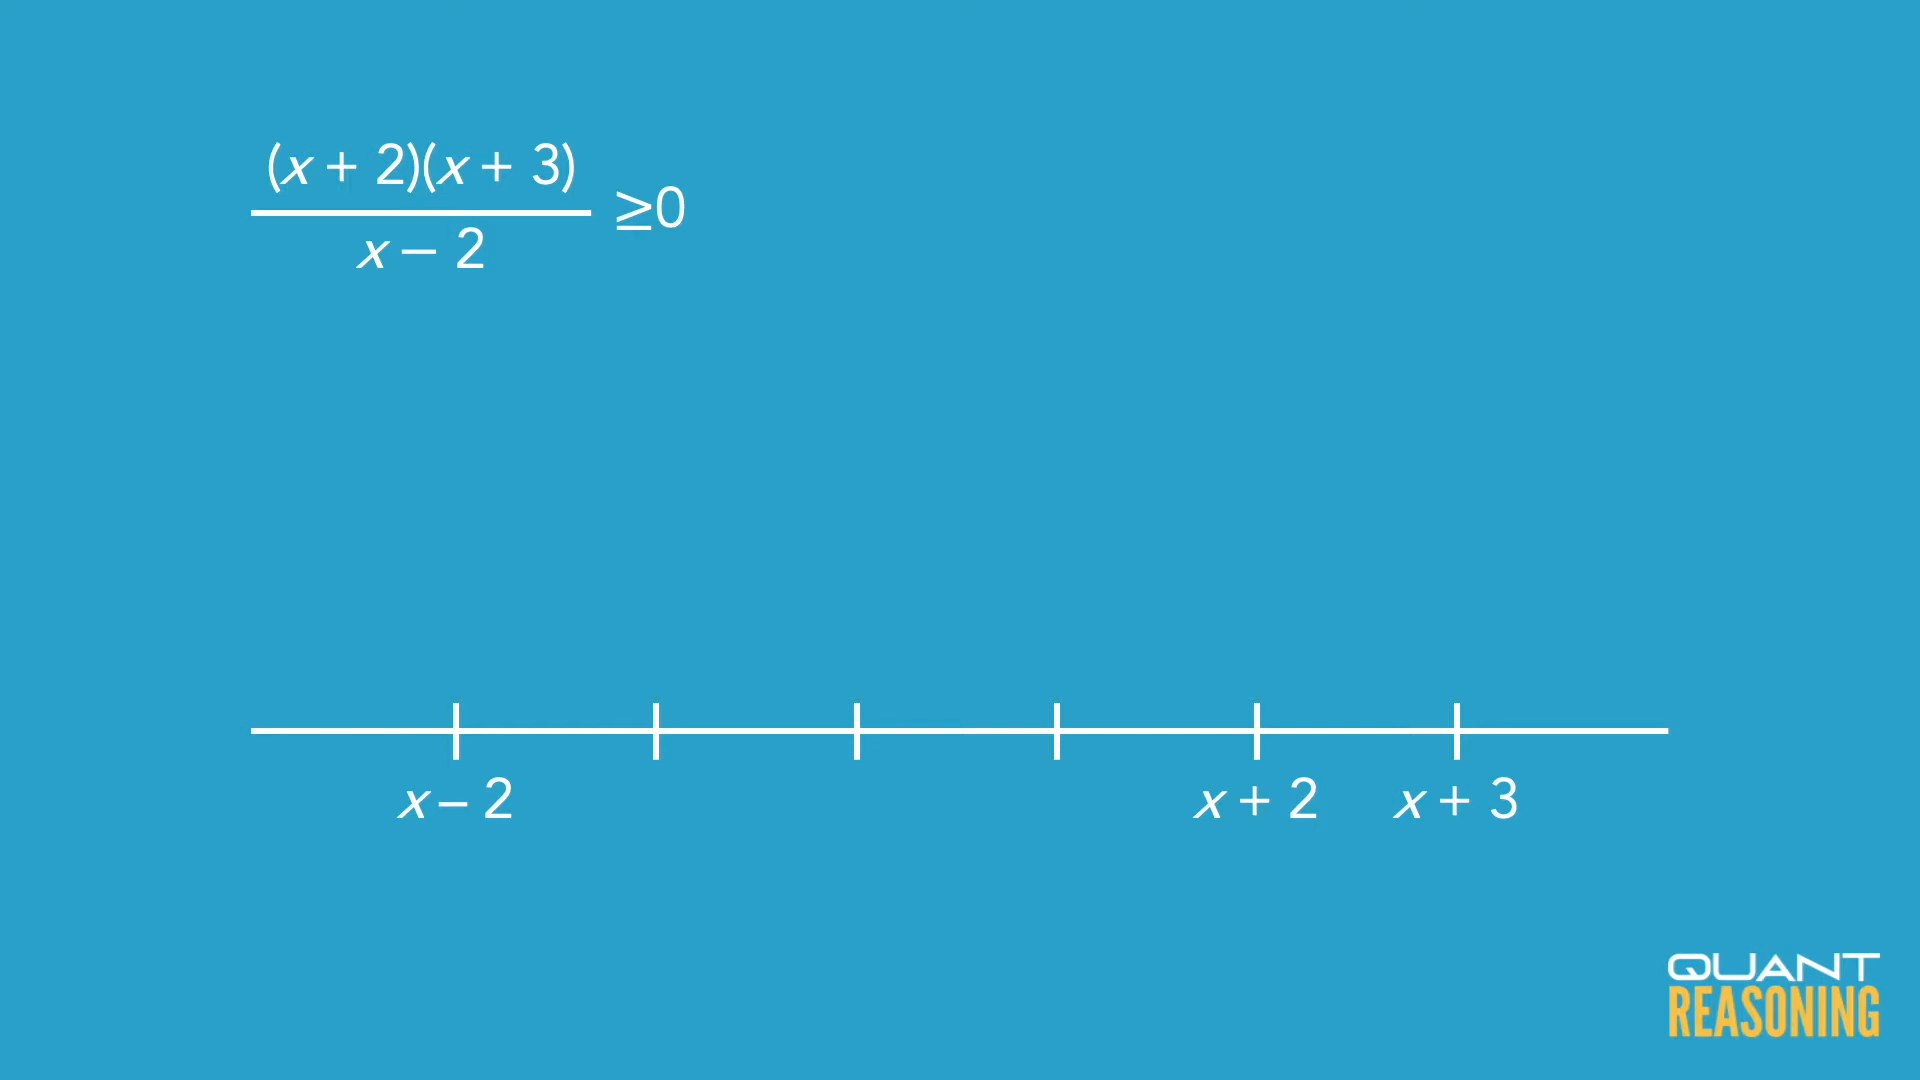 (x + 2)(x + 3)
x – 2
≥0
x – 2
x + 2
x + 3
QUANT
REASONING